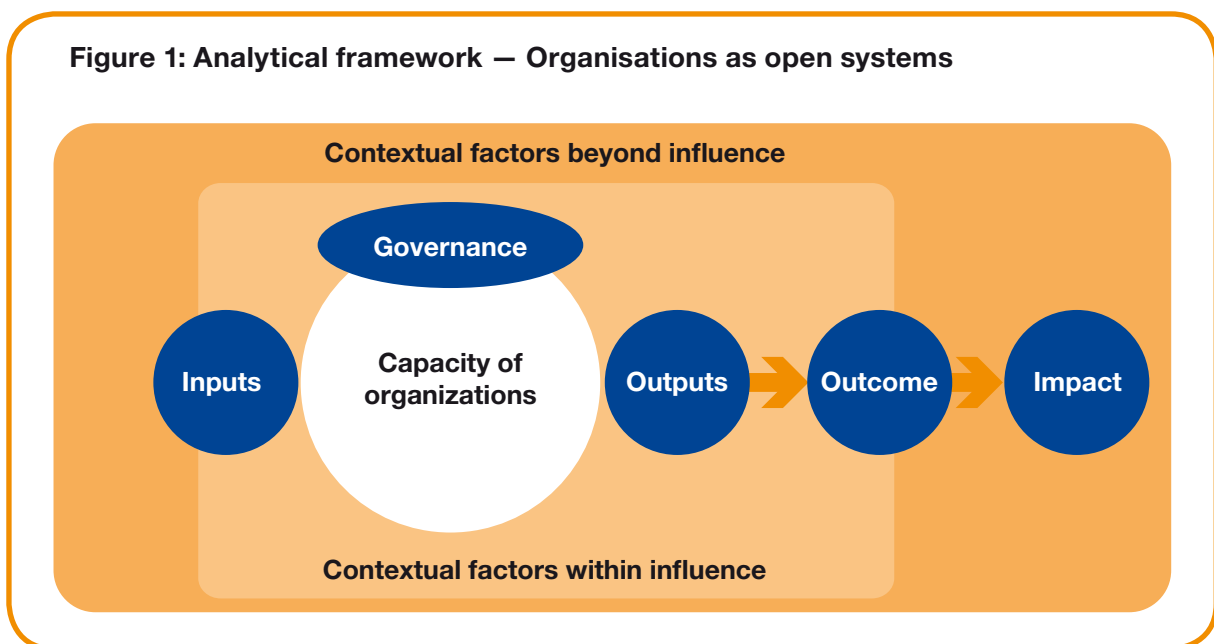 Figure 1: Analytical framework — Organisations as open systems
Contextual factors beyond influence
Governance
Inputs
Capacity of
organizations
Outputs
Outcome
Impact
Contextual factors within influence